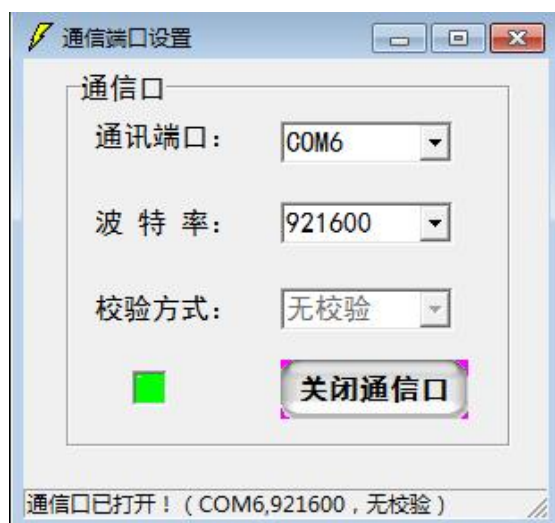 通信端口设置
通信口
通讯端口： COM6
波 特 率： 921600
校验方式： 无校验
关闭通信口
通信口已打开！（COM6,921600，无校验）